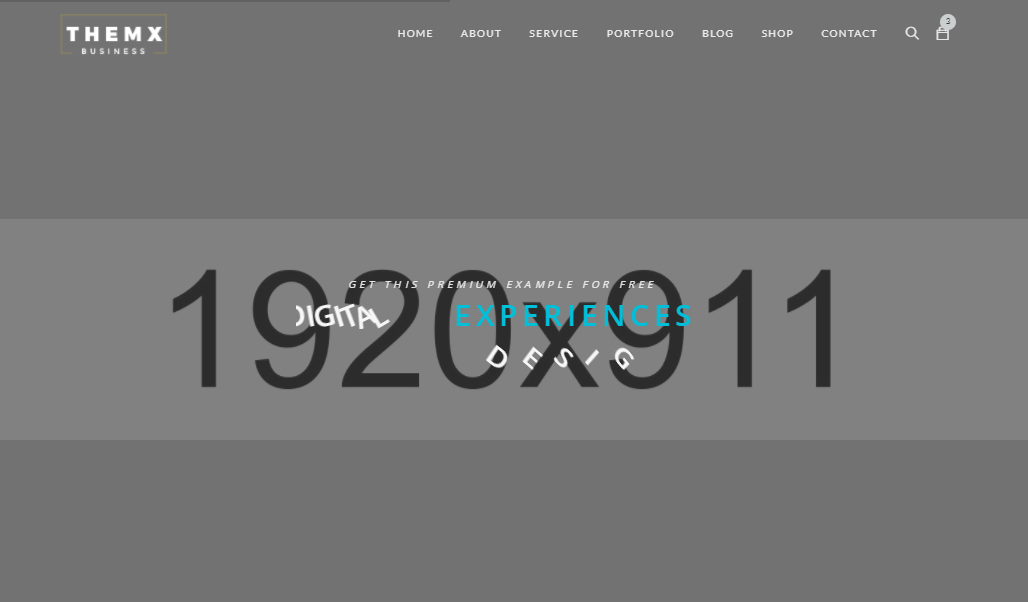 THEMX
BUSINESS
HOME ABOUT SERVICE PORTFOLIO BLOG SHOP CONTACT
3
GET THIS PREMIUM EXAMPLE FOR FREE
DIGITAL EXPERIENCES
DESIG
1920x911